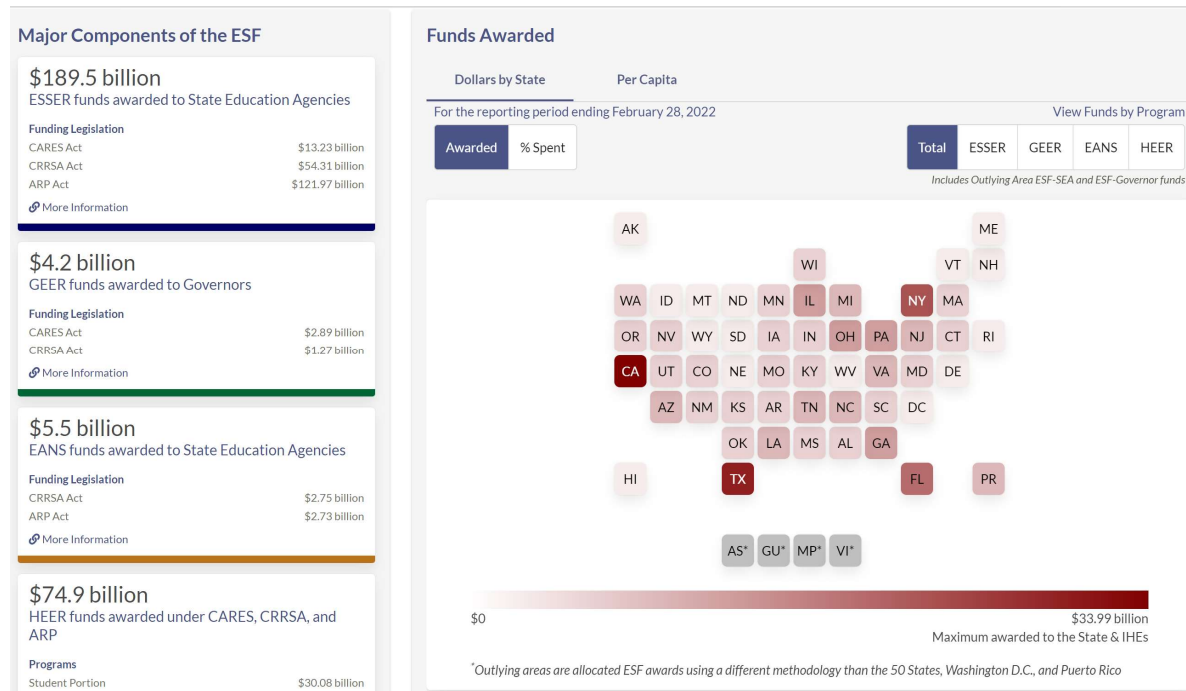 Major Components of the ESF
$189.5 billion
ESSER funds awarded to State Education Agencies
Funding Legislation
CARES Act $13.23 billion
CRRSA Act $54.31 billion
ARP Act $121.97 billion
More Information
$4.2 billion
GEER funds awarded to Governors
Funding Legislation
CARES Act $2.89 billion
CRRSA Act $1.27 billion
More Information
$5.5 billion
EANS funds awarded to State Education Agencies
Funding Legislation
CRRSA Act $2.75 billion
ARP Act $2.73 billion
More Information
$74.9 billion
HEER funds awarded under CARES, CRRSA, and
ARP
Programs
Student Portion $30.08 billion
Funds Awarded
Dollars by State Per Capita
For the reporting period ending February 28, 2022 View Funds by Program
Awarded % Spent Total ESSER GEER EANS HEER
Includes Outlying Area ESF-SEA and ESF-Governor funds
AK ME
WI VT NH
WA ID MT ND MN IL MI NY MA
OR NV WY SD IA IN OH PA NJ CT RI
CA UT CO NE MO KY WV VA MD DE
AZ NM KS AR TN NC SC DC
OK LA MS AL GA
HI TX FL PR
AS* GU* MP* VI*
$0 $33.99 billion
Maximum awarded to the State & IHEs
*Outlying areas are allocated ESF awards using a different methodology than the 50 States, Washington D.C., and Puerto Rico